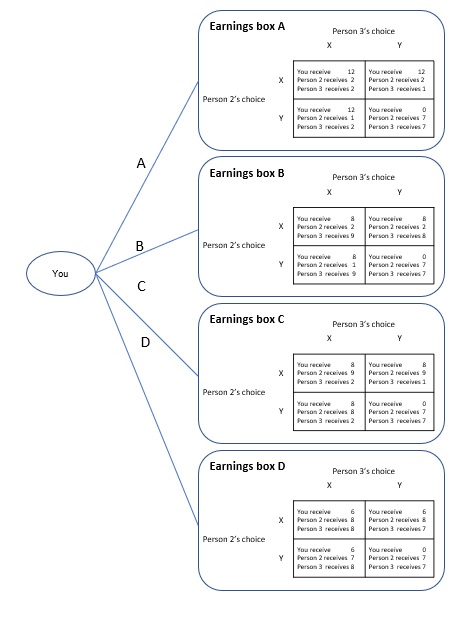 Earnings box A
Person 3's choice
X Y
You receive 12 You receive 12
X Person 2 receives 2 Person 2 receives 2
Person 3 receives 2 Person 3 receives 1
Person 2's choice
You receive 12 You receive 0
Y Person 2 receives 1 Person 2 receives 7
Person 3 receives 2 Person 3 receives 7
A
Earnings box B
Person 3's choice
X Y
You receive 8 You receive 8
X Person 2 receives 2 Person 2 receives 2
Person 3 receives 9 Person 3 receives 8
Person 2's choice
You receive 8 You receive 0
Y Person 2 receives 1 Person 2 receives 7
Person 3 receives 9 Person 3 receives 7
B
You
C
Earnings box C
Person 3's choice
X Y
You receive 8 You receive 8
X Person 2 receives 9 Person 2 receives 9
Person 3 receives 2 Person 3 receives 1
Person 2's choice
You receive 8 You receive 0
Y Person 2 receives 8 Person 2 receives 7
Person 3 receives 2 Person 3 receives 7
D
Earnings box D
Person 3's choice
X Y
You receive 6 You receive 6
X Person 2 receives 8 Person 2 receives 8
Person 3 receives 8 Person 3 receives 7
Person 2's choice
You receive 6 You receive 0
Y Person 2 receives 7 Person 2 receives 7
Person 3 receives 8 Person 3 receives 7